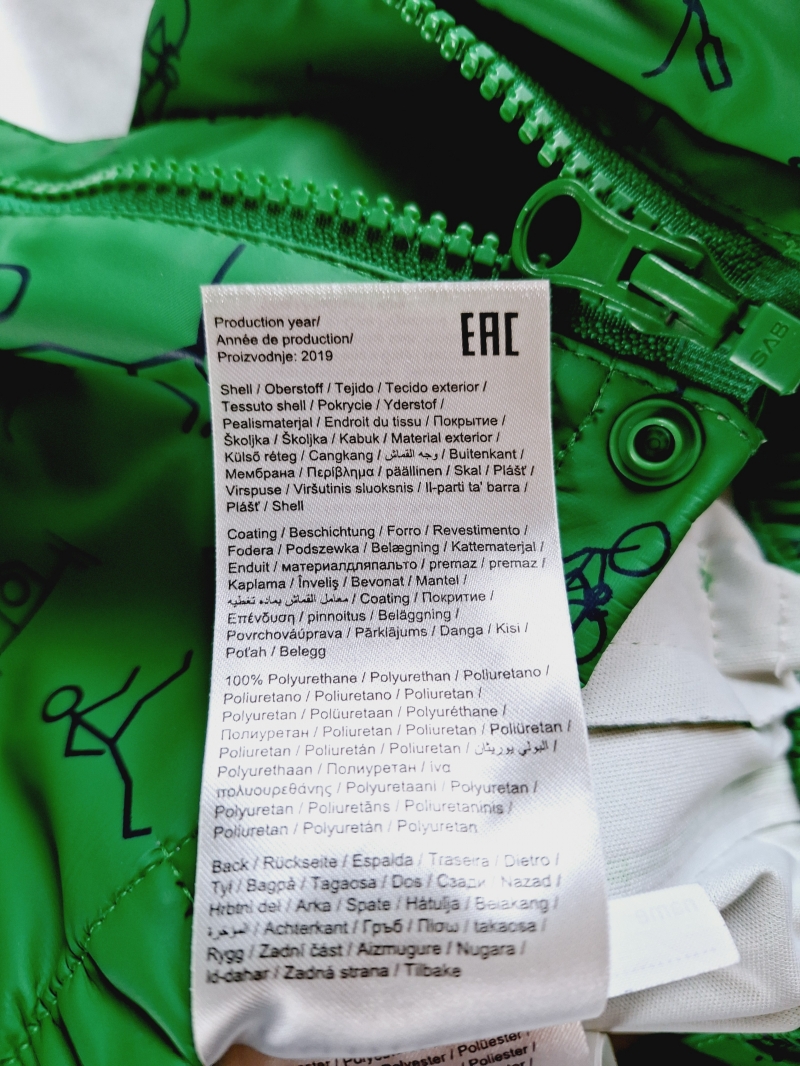 Production year/
Année de production/
Proizvodnje: 2019
EAC
Shell / Oberstoff / Tejido / Tecido exterior /
Tessuto shell / Pokrycie / Yderstof /
Pealismaterjal / Endroit du tissu / Покрытие /
Školjka / Školjka / Kabuk / Material exterior /
Külső réteg / Cangkang / وجه القماش / Buitenkant /
Мембрана / Περίβλημα / päällinen / Skal / Plášť /
Virspuse / Viršutinis sluoksnis / Il-parti ta' barra /
Plášť / Shell
Coating / Beschichtung / Forro / Revestimento /
Fodera / Podszewka / Belægning / Kattematerjal /
Enduit / материалдляпальто / premaz / premaz /
Kaplama / Înveliş / Bevonat / Mantel /
معامل القماش بماده تغطيه / Coating / Покритие /
Επένδυση / pinnoitus / Beläggning /
Povrchováúprava / Pārklājums / Danga / Kisi /
Poťah / Belegg
100% Polyurethane / Polyurethan / Poliuretano /
Poliuretano / Poliuretano / Poliuretan /
Polyuretan / Polüuretaan / Polyuréthane /
Полиуретан / Poliuretan / Poliuretan / Poliüretan /
Poliuretan / Poliuretán / Poliuretan / البولي يوريثان /
Polyurethaan / Полиуретан / ίνα
πολυουρεθάνης / Polyuretaani / Polyuretan /
Polyuretan / Poliuretāns / Poliuretaninis /
Poliuretan / Polyuretán / Polyuretan
Back / Rückseite / Espalda / Traseira / Dietro /
Tył / Bagpå / Tagaosa / Dos / Сзади / Nazad /
Hrbtni del / Arka / Spate / Hátulja / Belakang /
المؤخرة / Achterkant / Гръб / Πίσω / takaosa /
Rygg / Zadní část / Aizmugure / Nugara /
Id-dahar / Zadná strana / Tilbake
Polyester / Poliester /
SAB